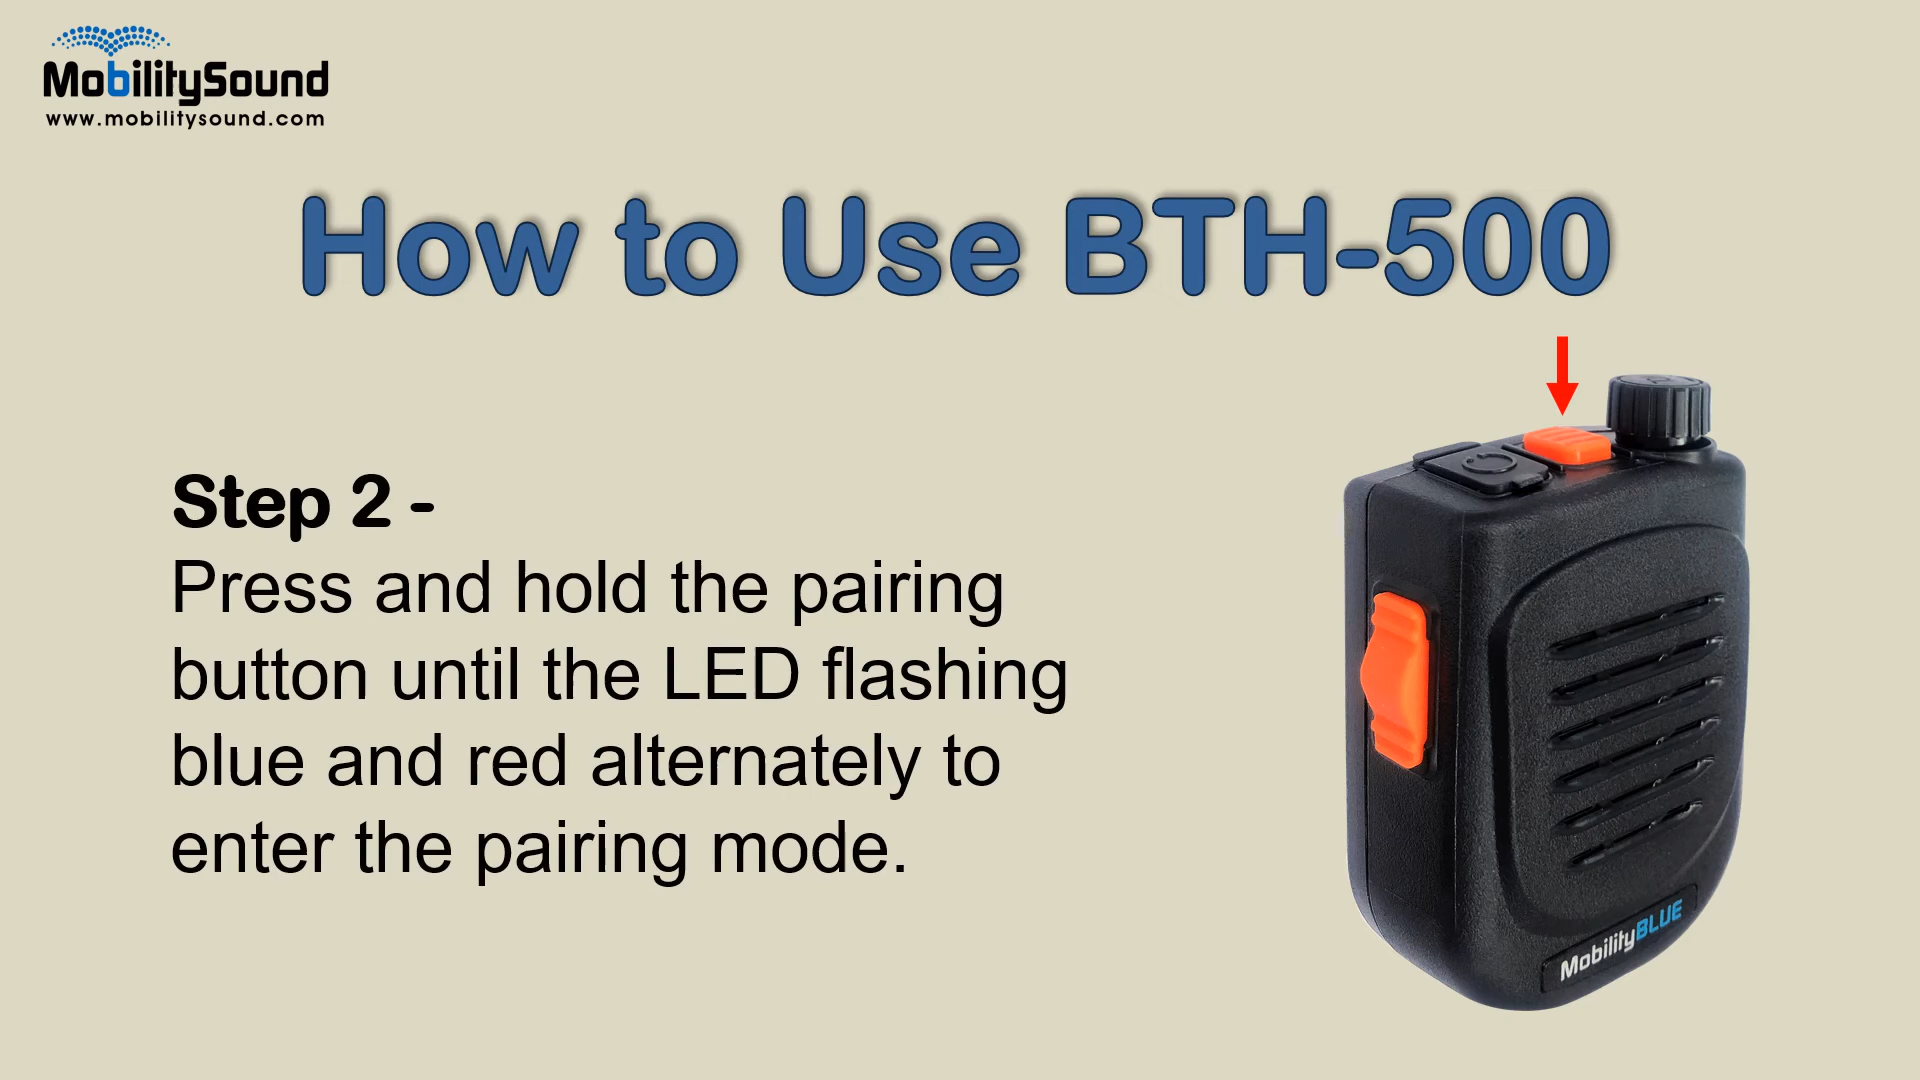 MobilitySound
www.mobilitysound.com
How to Use BTH-500
Step 2 -
Press and hold the pairing
button until the LED flashing
blue and red alternately to
enter the pairing mode.
MobilityBLUE